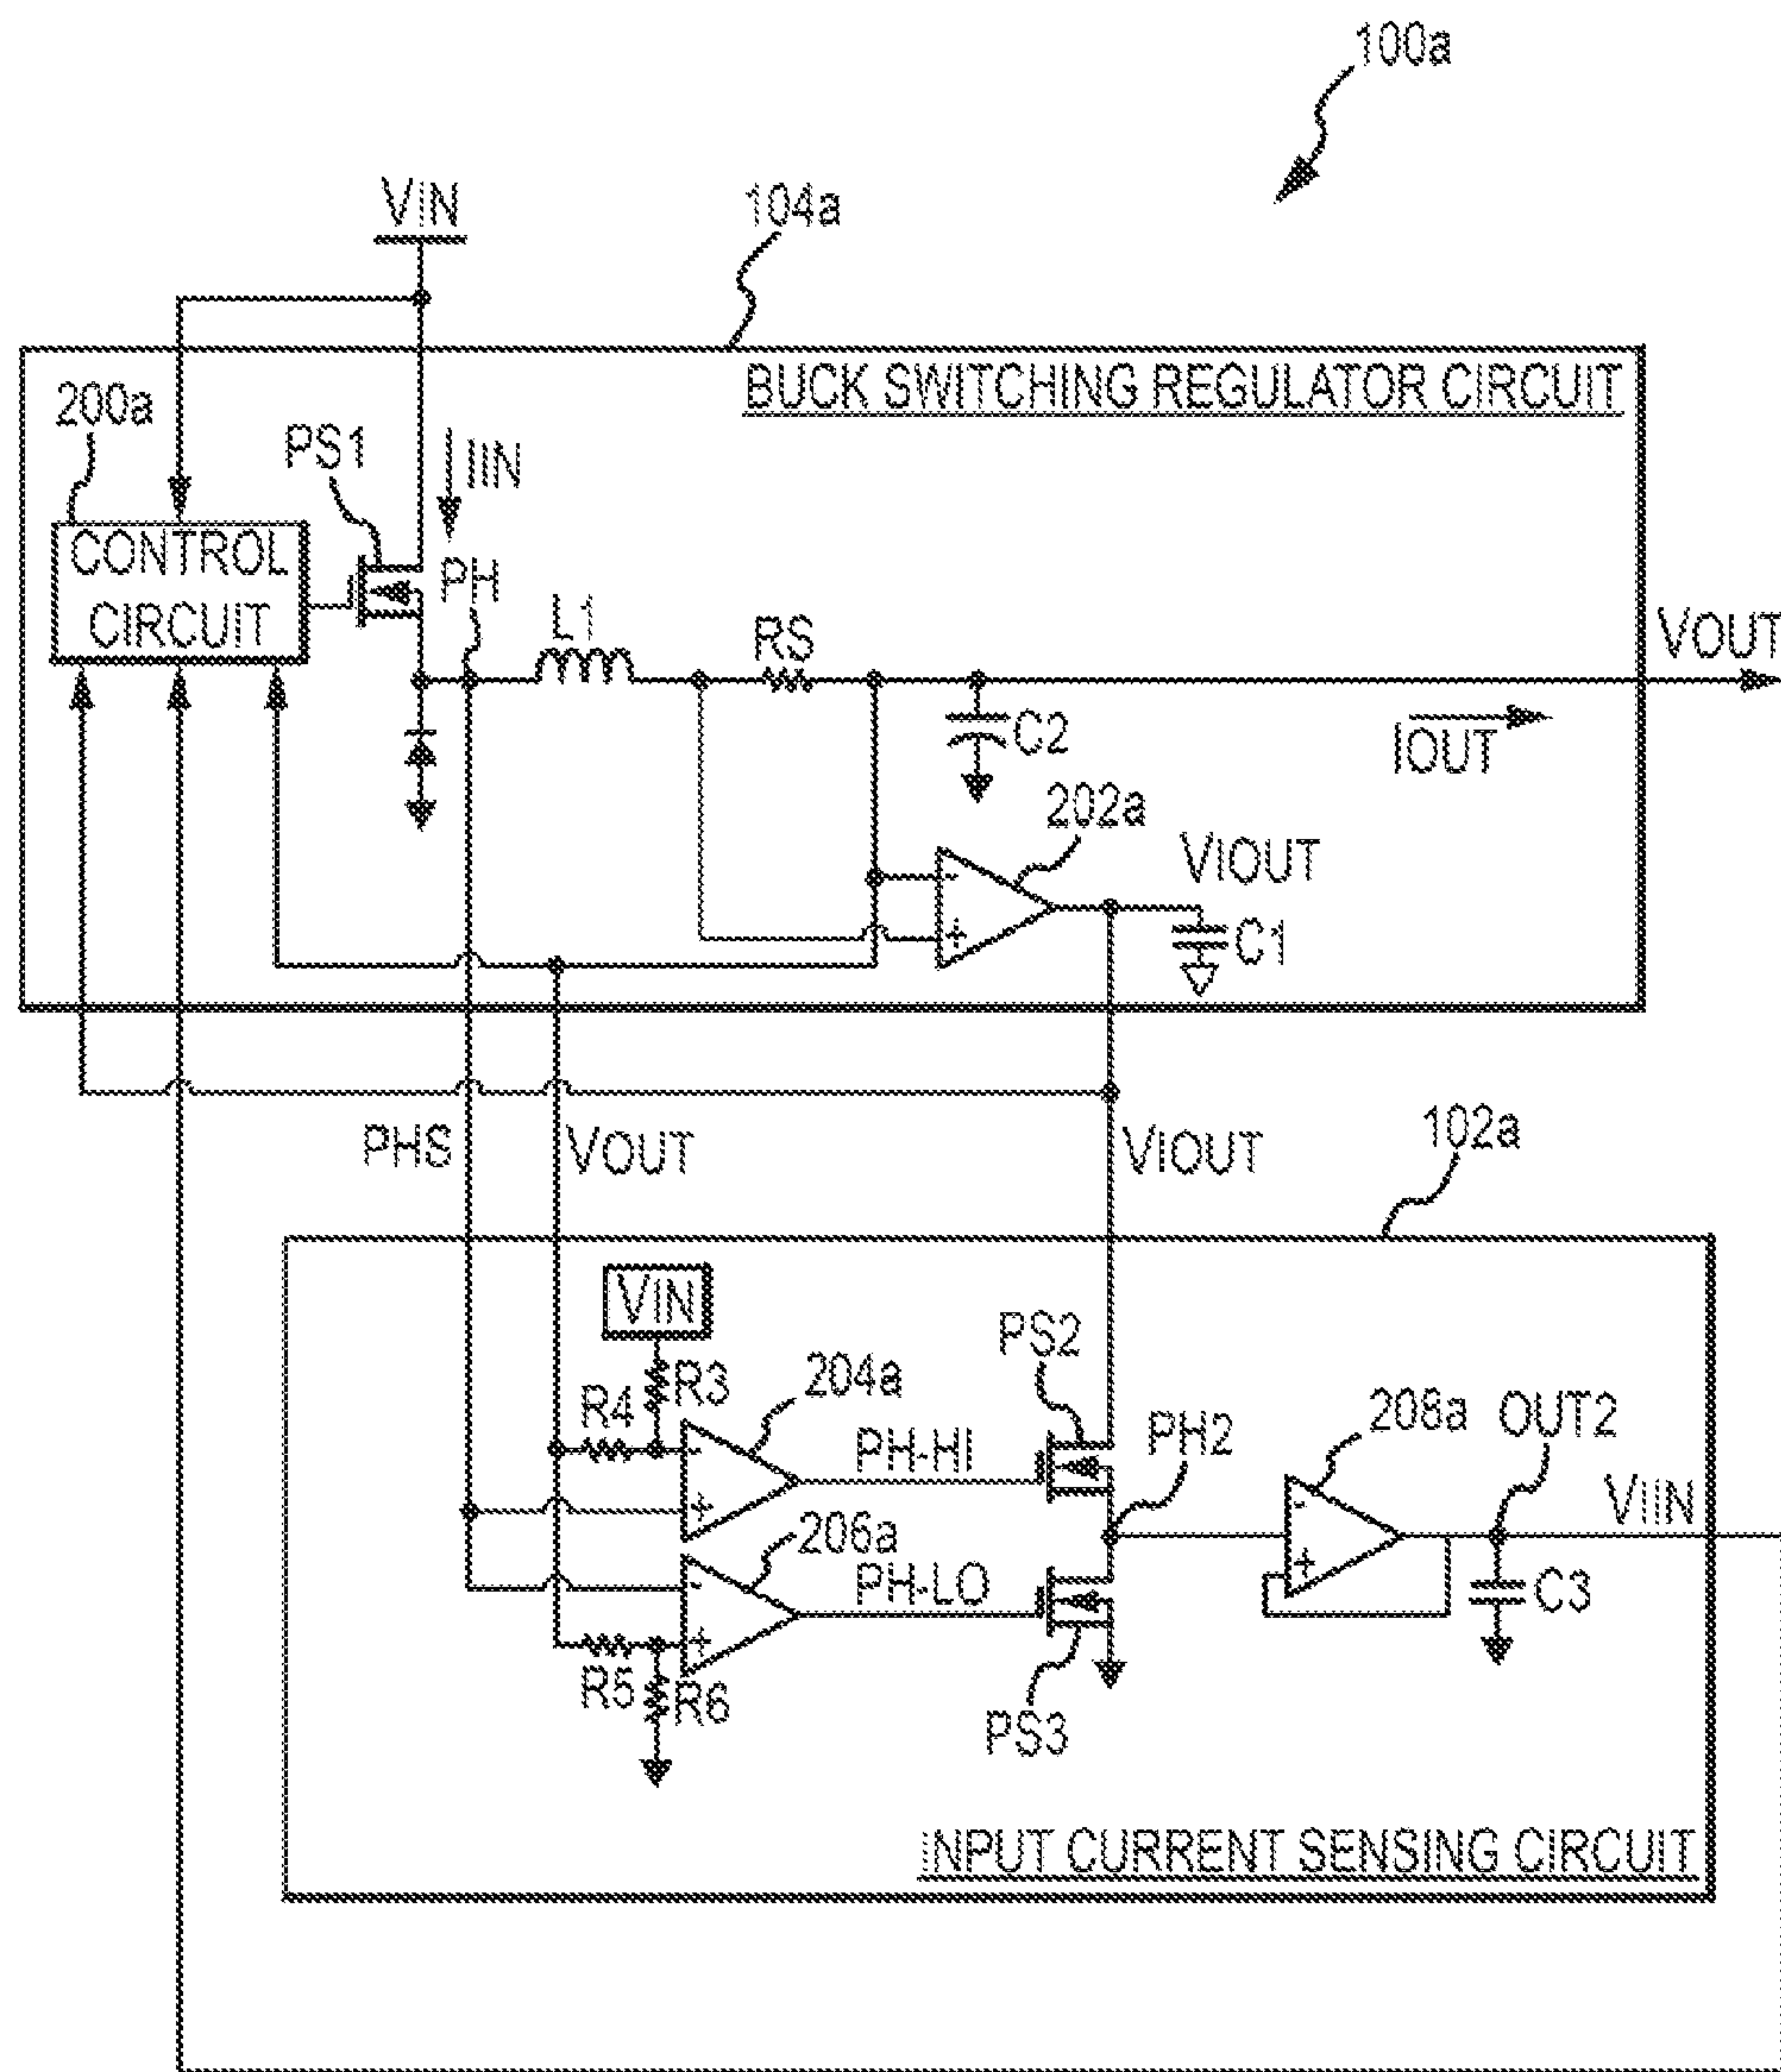 100a
VIN
104a
BUCK SWITCHING REGULATOR CIRCUIT
200a
PS1
IIN
CONTROL
CIRCUIT
PH
L1
RS
VOUT
C2
IOUT
202a
VIOUT
-
+
C1
PHS
VOUT
VIOUT
102a
VIN
PS2
R3
204a
R4
208a
OUT2
PH-HI
PH2
VIIN
-
+
-
206a
+
PH-LO
C3
-
+
R5
R6
PS3
INPUT CURRENT SENSING CIRCUIT